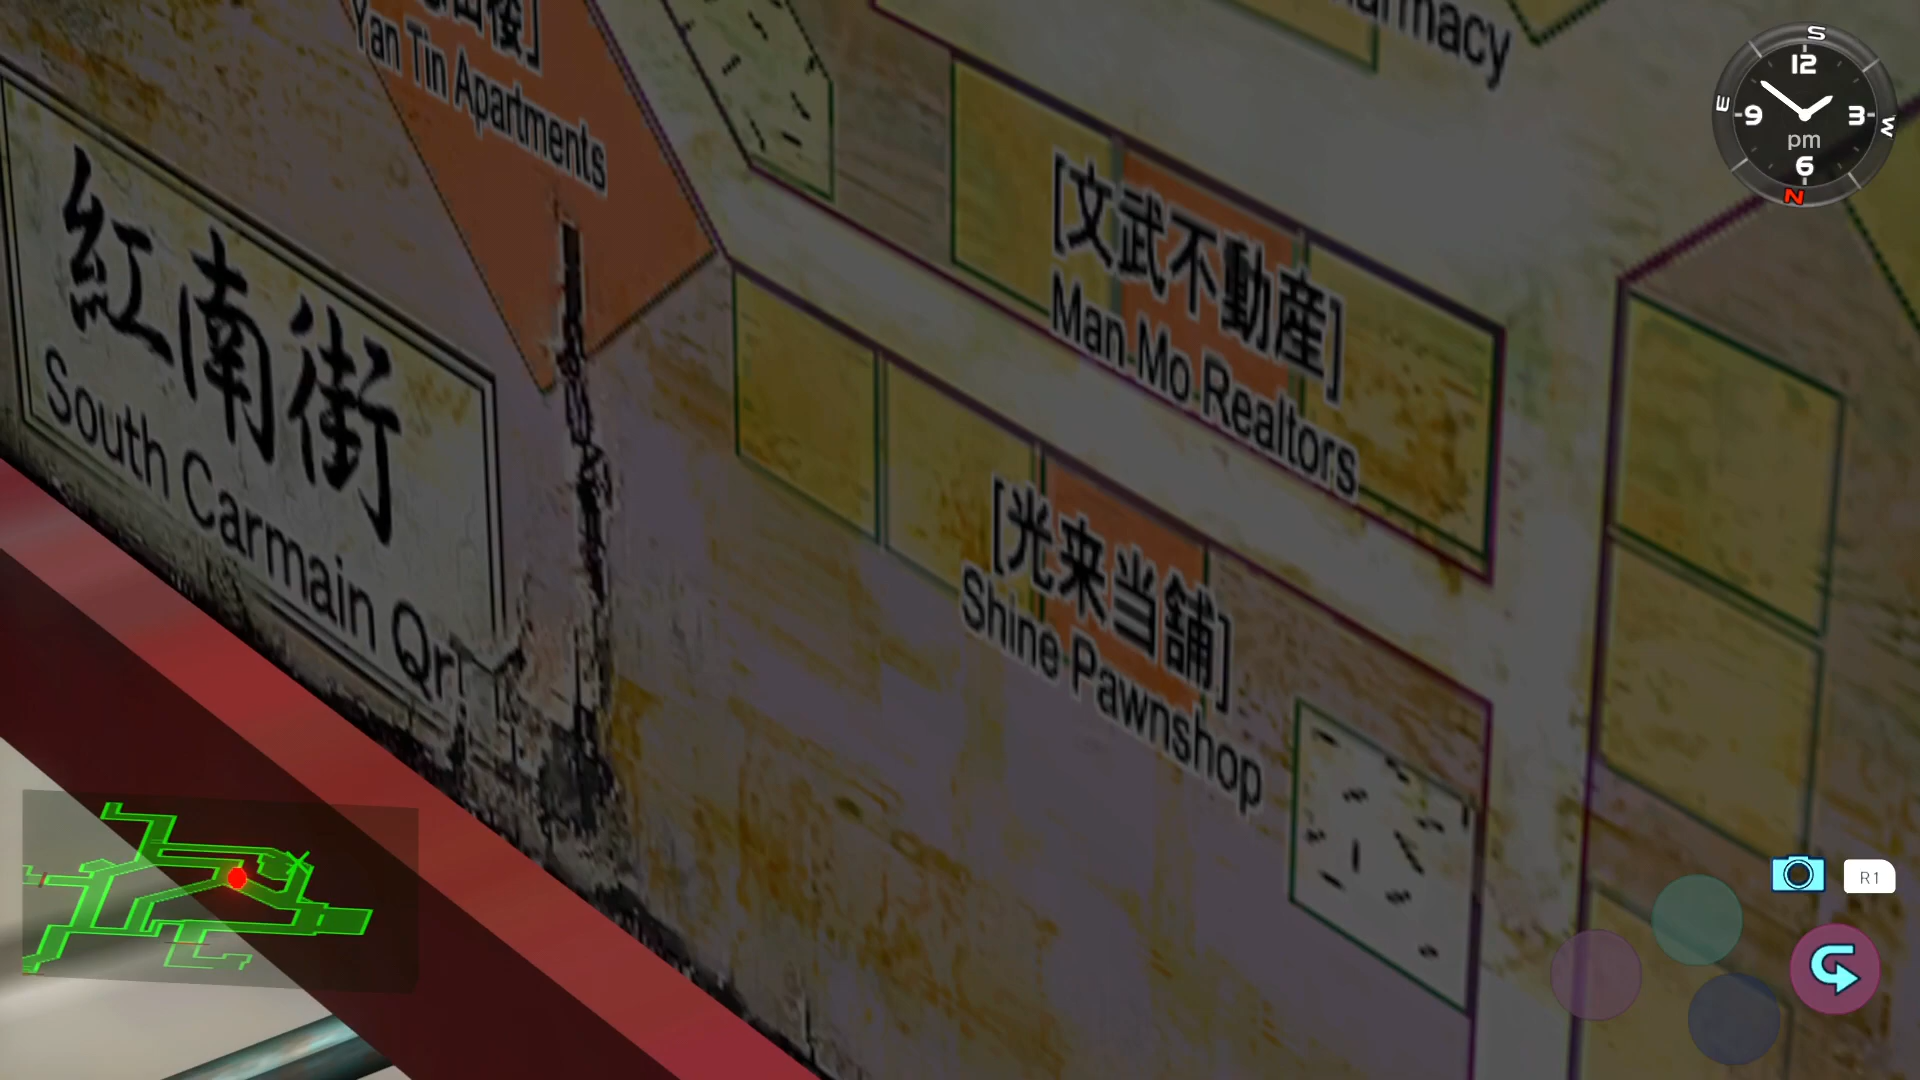 Yan Tin Apartments
[文武不動産]
Man Mo Realtors
紅南街
South Carmain Qr.
[光来当舗]
Shine Pawnshop
S
12
E
9
3
W
pm
6
N
R1